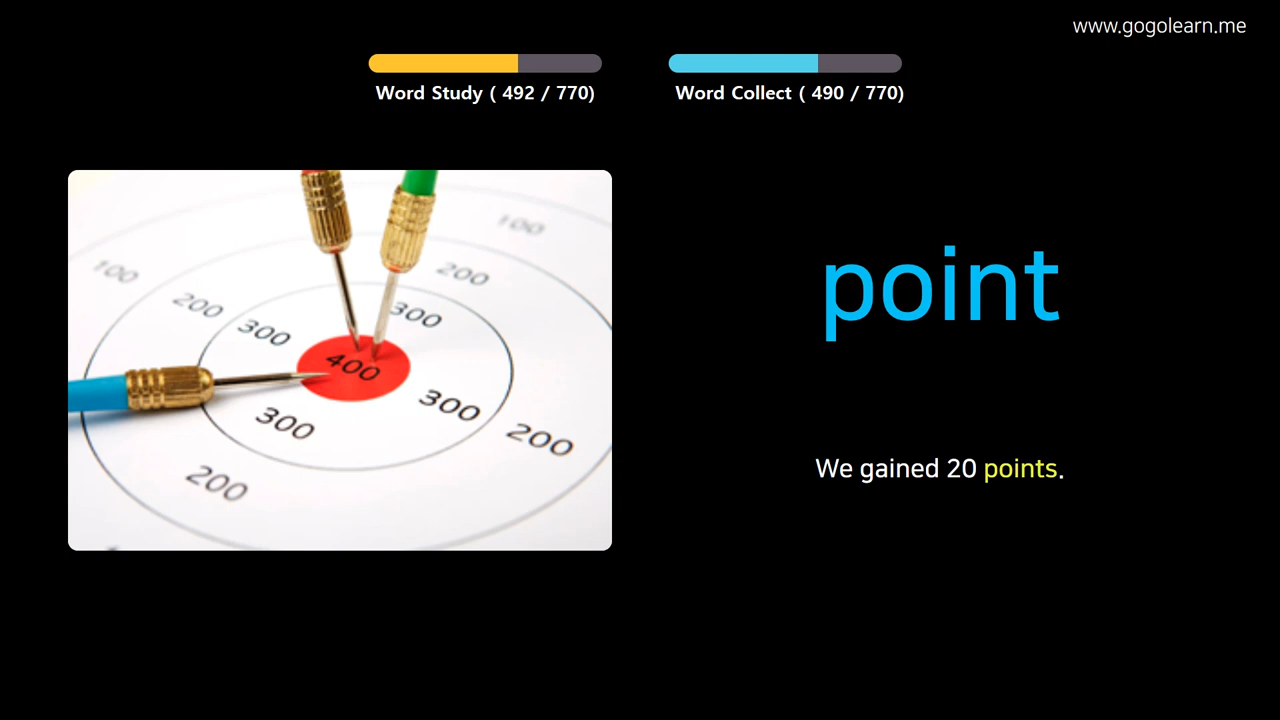 www.gogolearn.me
Word Study ( 492 / 770)
Word Collect ( 490 / 770)
100
100
200
200
300
300
400
300
300
200
200
point
We gained 20 points.